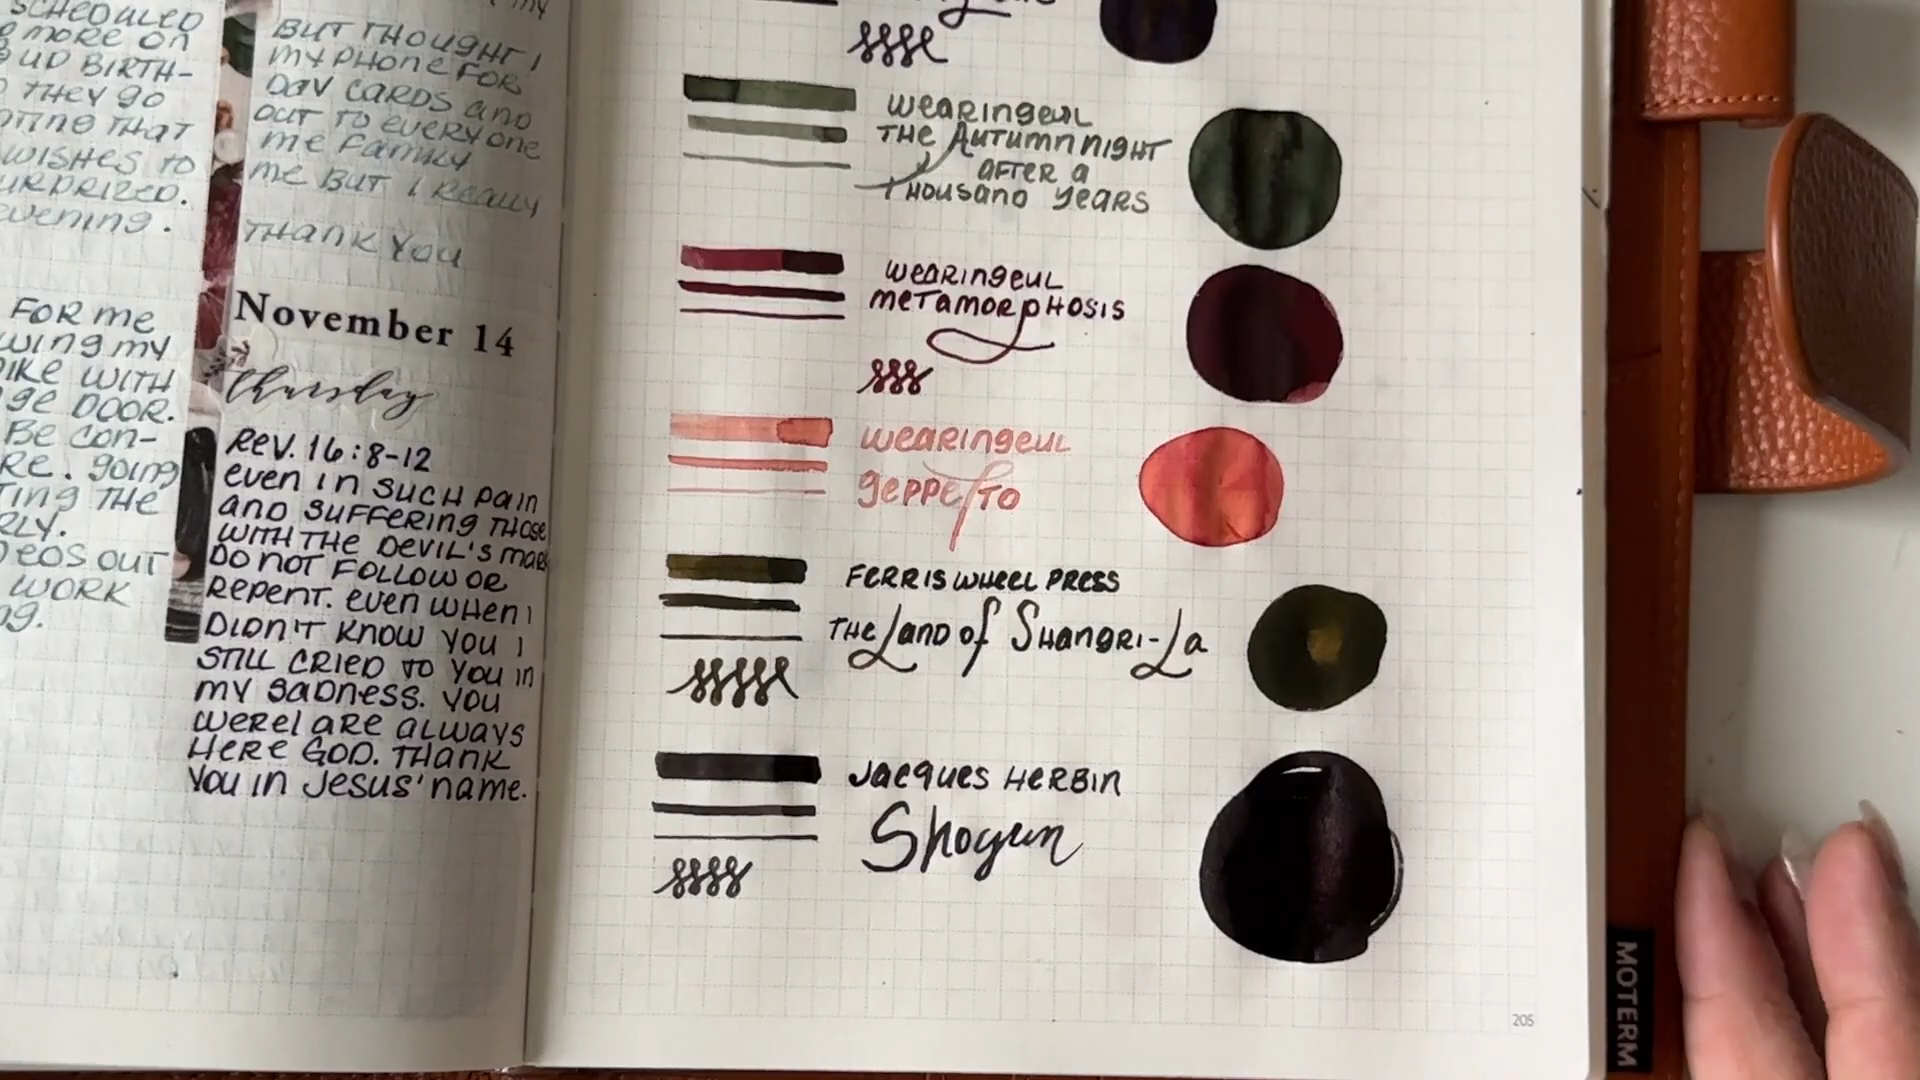 SCHEDULED
MORE ON
UP BIRTH-
THEY GO
THAT
WISHES TO
EVENING.
FOR ME
MY
WITH
DOOR.
BE CON-
GOING
THE
OUT
WORK
BUT THOUGHT I
MY PHONE FOR
DAY CARDS AND
OUT TO EVERYONE
ME FAMILY
ME BUT I REALLY
THANK YOU
November 14
thursday
REV. 16:8-12
EVEN IN SUCH PAIN
AND SUFFERING THOSE
WITH THE DEVIL'S MARK
DO NOT FOLLOW OR
REPENT. EVEN WHEN I
DIDN'T KNOW YOU I
STILL CRIED TO YOU IN
MY SADNESS. YOU
WERE/ARE ALWAYS
HERE GOD. THANK
YOU IN JESUS' NAME.
WEARINGEUL
THE AUTUMN NIGHT
AFTER A
THOUSAND YEARS
WEARINGEUL
METAMORPHOSIS
WEARINGEUL
GEPPETTO
FERRIS WHEEL PRESS
THE LAND OF SHANGRI-LA
JACQUES HERBIN
Shogun
205
MOTERM